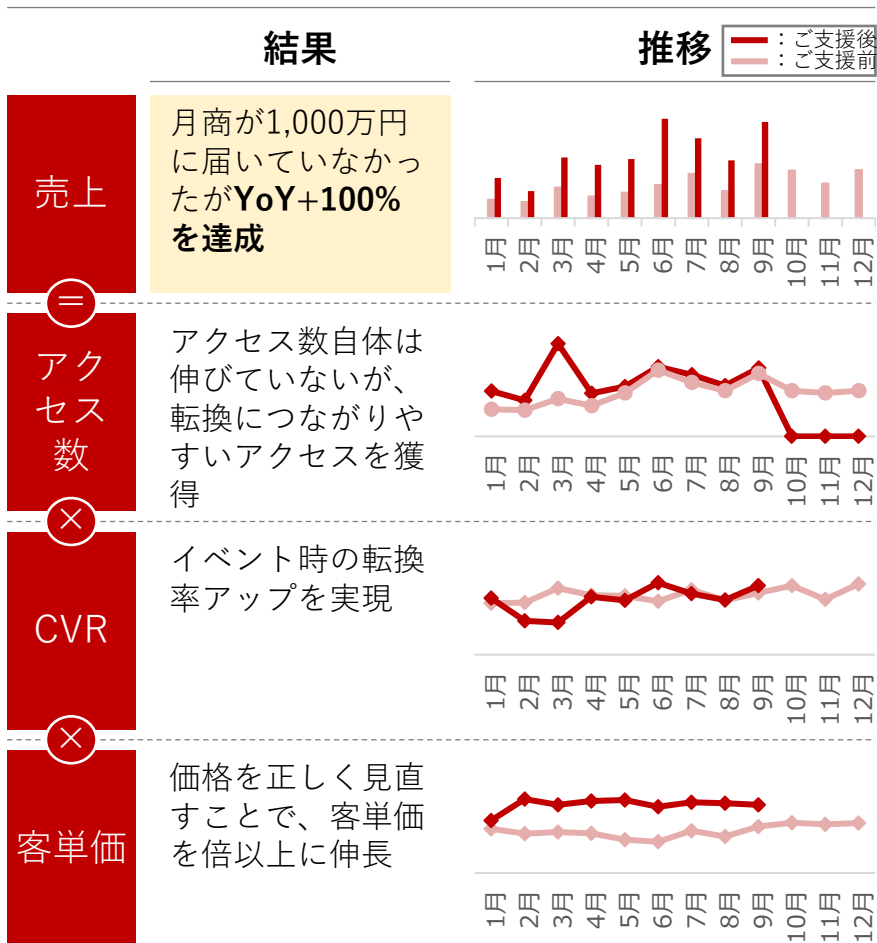 結果
推移
：ご支援後
：ご支援前
売上
月商が1,000万円
に届いていなかっ
たがYoY+100%
を達成
1月 2月 3月 4月 5月 6月 7月 8月 9月 10月 11月 12月
＝
アク
セス
数
アクセス数自体は
伸びていないが、
転換につながりや
すいアクセスを獲
得
1月 2月 3月 4月 5月 6月 7月 8月 9月 10月 11月 12月
×
CVR
イベント時の転換
率アップを実現
1月 2月 3月 4月 5月 6月 7月 8月 9月 10月 11月 12月
×
客単価
価格を正しく見直
すことで、客単価
を倍以上に伸長
1月 2月 3月 4月 5月 6月 7月 8月 9月 10月 11月 12月